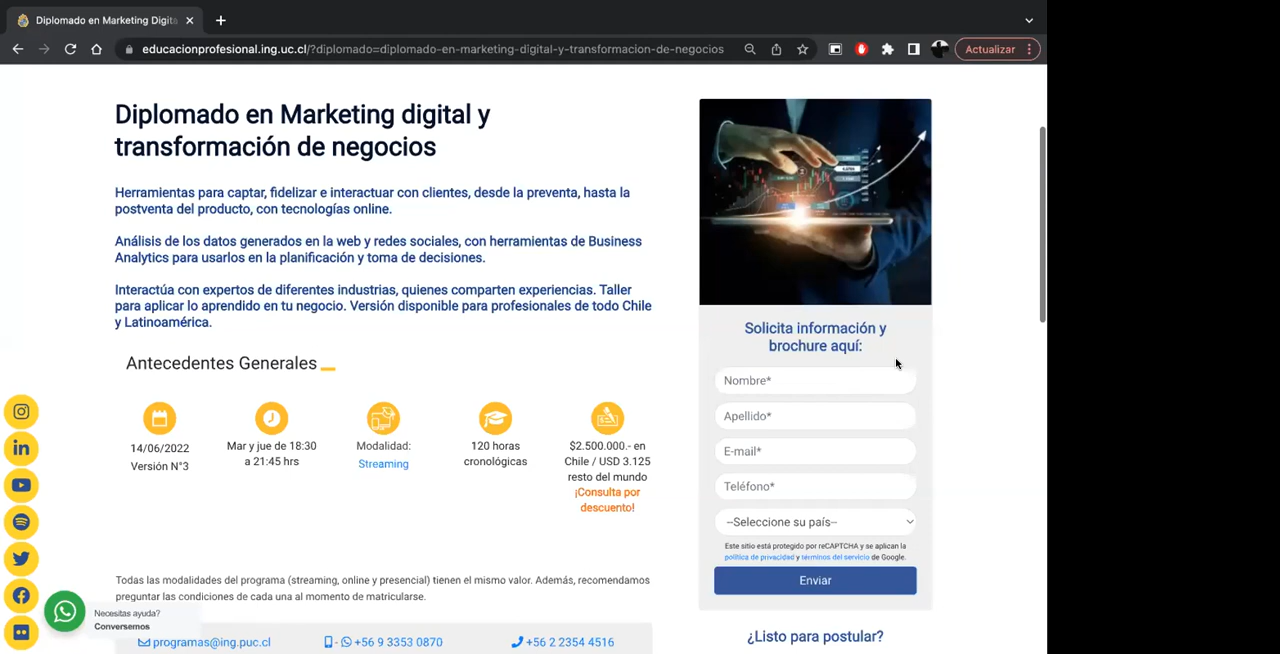 Diplomado en Marketing Digita
educacionprofesional.ing.uc.cl/?diplomado=diplomado-en-marketing-digital-y-transformacion-de-negocios
Actualizar
Diplomado en Marketing digital y
transformación de negocios
Herramientas para captar, fidelizar e interactuar con clientes, desde la preventa, hasta la
postventa del producto, con tecnologías online.
Análisis de los datos generados en la web y redes sociales, con herramientas de Business
Analytics para usarlos en la planificación y toma de decisiones.
Interactúa con expertos de diferentes industrias, quienes comparten experiencias. Taller
para aplicar lo aprendido en tu negocio. Versión disponible para profesionales de todo Chile
y Latinoamérica.
Antecedentes Generales
14/06/2022
Versión N°3
Mar y jue de 18:30
a 21:45 hrs
Modalidad:
Streaming
120 horas
cronológicas
$2.500.000.- en
Chile / USD 3.125
resto del mundo
¡Consulta por
descuento!
Todas las modalidades del programa (streaming, online y presencial) tienen el mismo valor. Además, recomendamos
preguntar las condiciones de cada una al momento de matricularse.
programas@ing.puc.cl
- +56 9 3353 0870
+56 2 2354 4516
Necesitas ayuda?
Conversemos
Solicita información y
brochure aquí:
Nombre*
Apellido*
E-mail*
Teléfono*
--Seleccione su país--
Este sitio está protegido por reCAPTCHA y se aplican la
política de privacidad y términos del servicio de Google.
Enviar
¿Listo para postular?